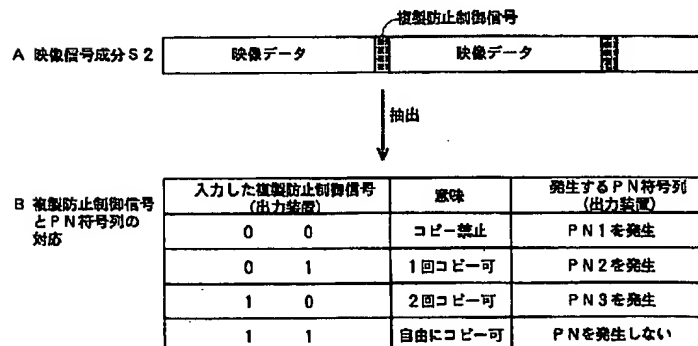 複製防止制御信号
A 映像信号成分S2
映像データ
映像データ
抽出
B 複製防止制御信号
とPN符号列の
対応
入力した複製防止制御信号
(出力装置)
意味
発生するPN符号列
(出力装置)
0 0
コピー禁止
PN1を発生
0 1
1回コピー可
PN2を発生
1 0
2回コピー可
PN3を発生
1 1
自由にコピー可
PNを発生しない